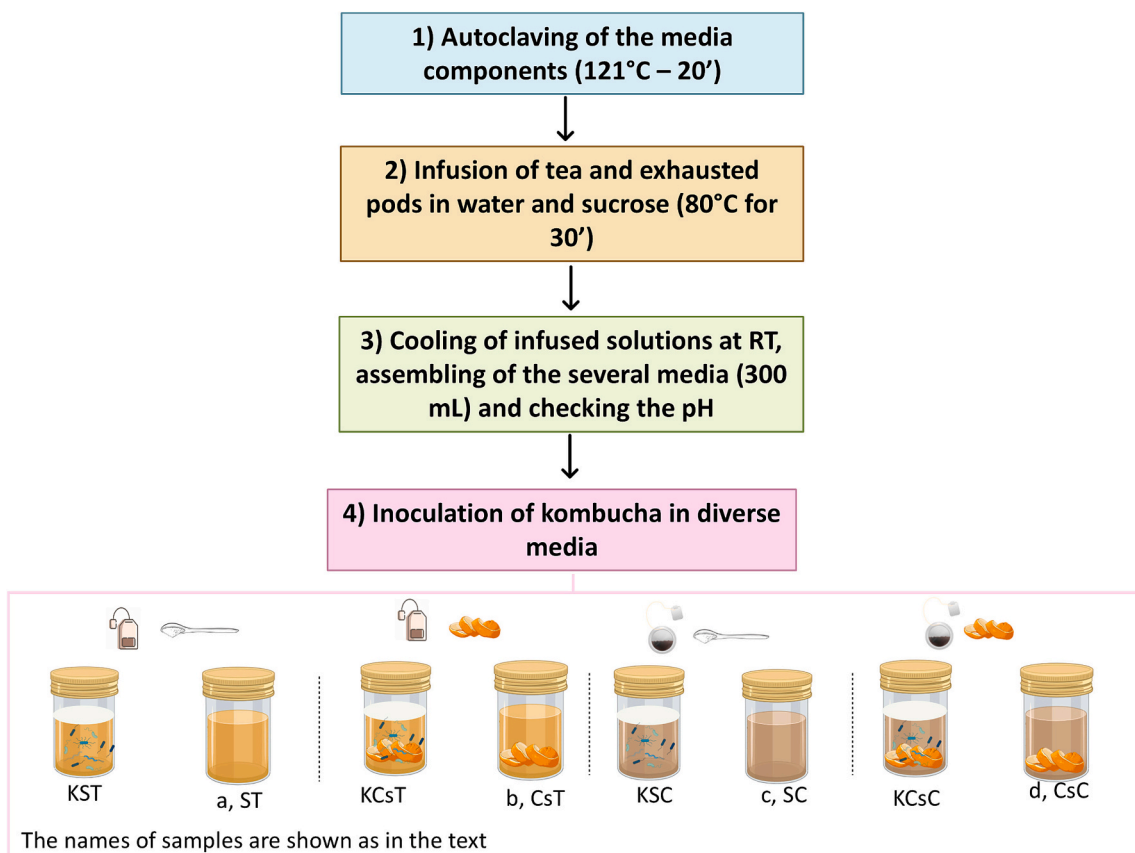 1) Autoclaving of the media
components (121°C – 20’)
2) Infusion of tea and exhausted
pods in water and sucrose (80°C for
30’)
3) Cooling of infused solutions at RT,
assembling of the several media (300
mL) and checking the pH
4) Inoculation of kombucha in diverse
media
KST
a, ST
KCsT
b, CsT
KSC
c, SC
KCsC
d, CsC
The names of samples are shown as in the text